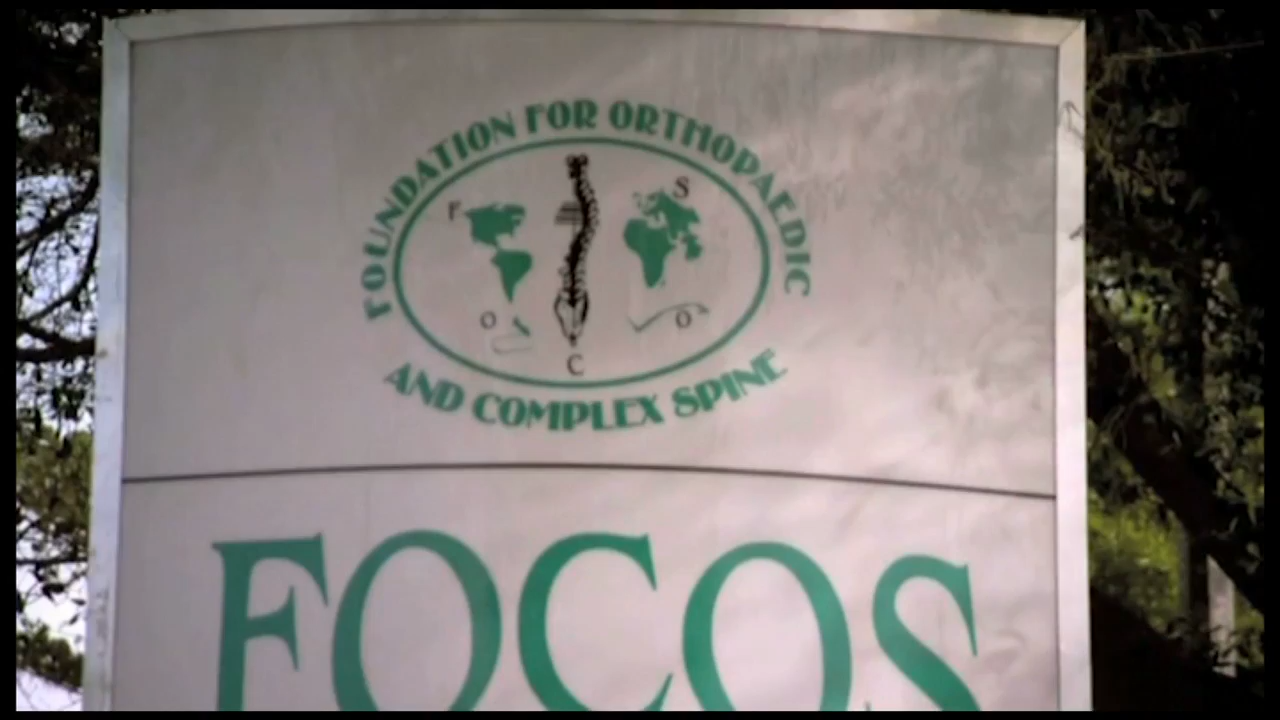 FOUNDATION FOR ORTHOPAEDIC
F
S
O
O
C
AND COMPLEX SPINE
FOCOS